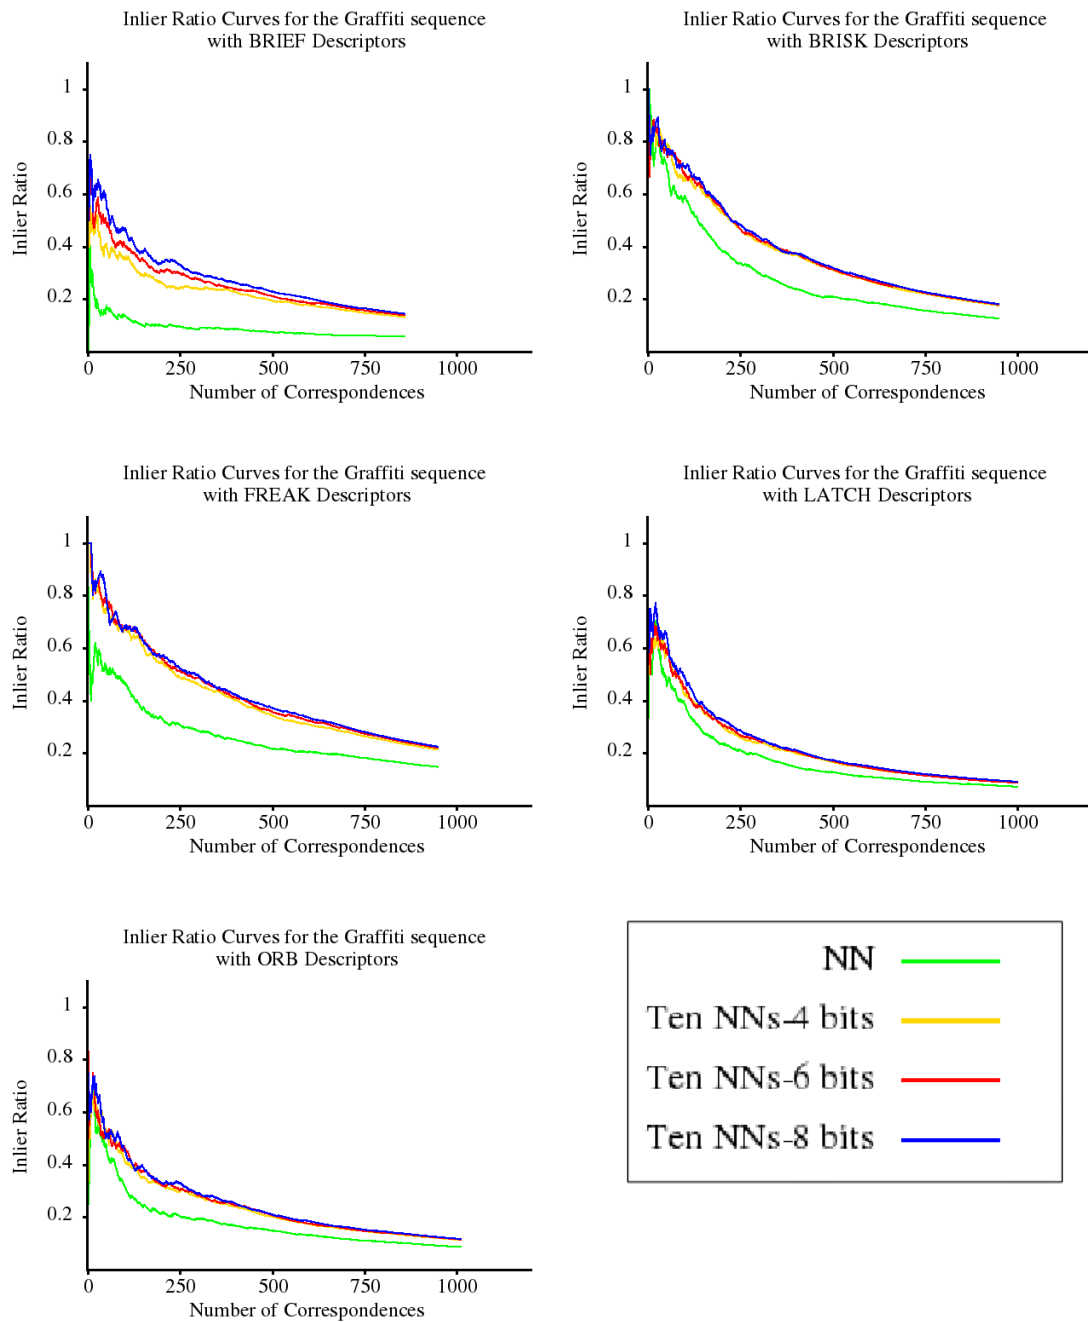 Inlier Ratio Curves for the Graffiti sequence
with BRIEF Descriptors
1
0.8
0.6
0.4
0.2
Inlier Ratio
0 250 500 750 1000
Number of Correspondences
Inlier Ratio Curves for the Graffiti sequence
with BRISK Descriptors
1
0.8
0.6
0.4
0.2
Inlier Ratio
0 250 500 750 1000
Number of Correspondences
Inlier Ratio Curves for the Graffiti sequence
with FREAK Descriptors
1
0.8
0.6
0.4
0.2
Inlier Ratio
0 250 500 750 1000
Number of Correspondences
Inlier Ratio Curves for the Graffiti sequence
with LATCH Descriptors
1
0.8
0.6
0.4
0.2
Inlier Ratio
0 250 500 750 1000
Number of Correspondences
Inlier Ratio Curves for the Graffiti sequence
with ORB Descriptors
1
0.8
0.6
0.4
0.2
Inlier Ratio
0 250 500 750 1000
Number of Correspondences
NN
Ten NNs-4 bits
Ten NNs-6 bits
Ten NNs-8 bits